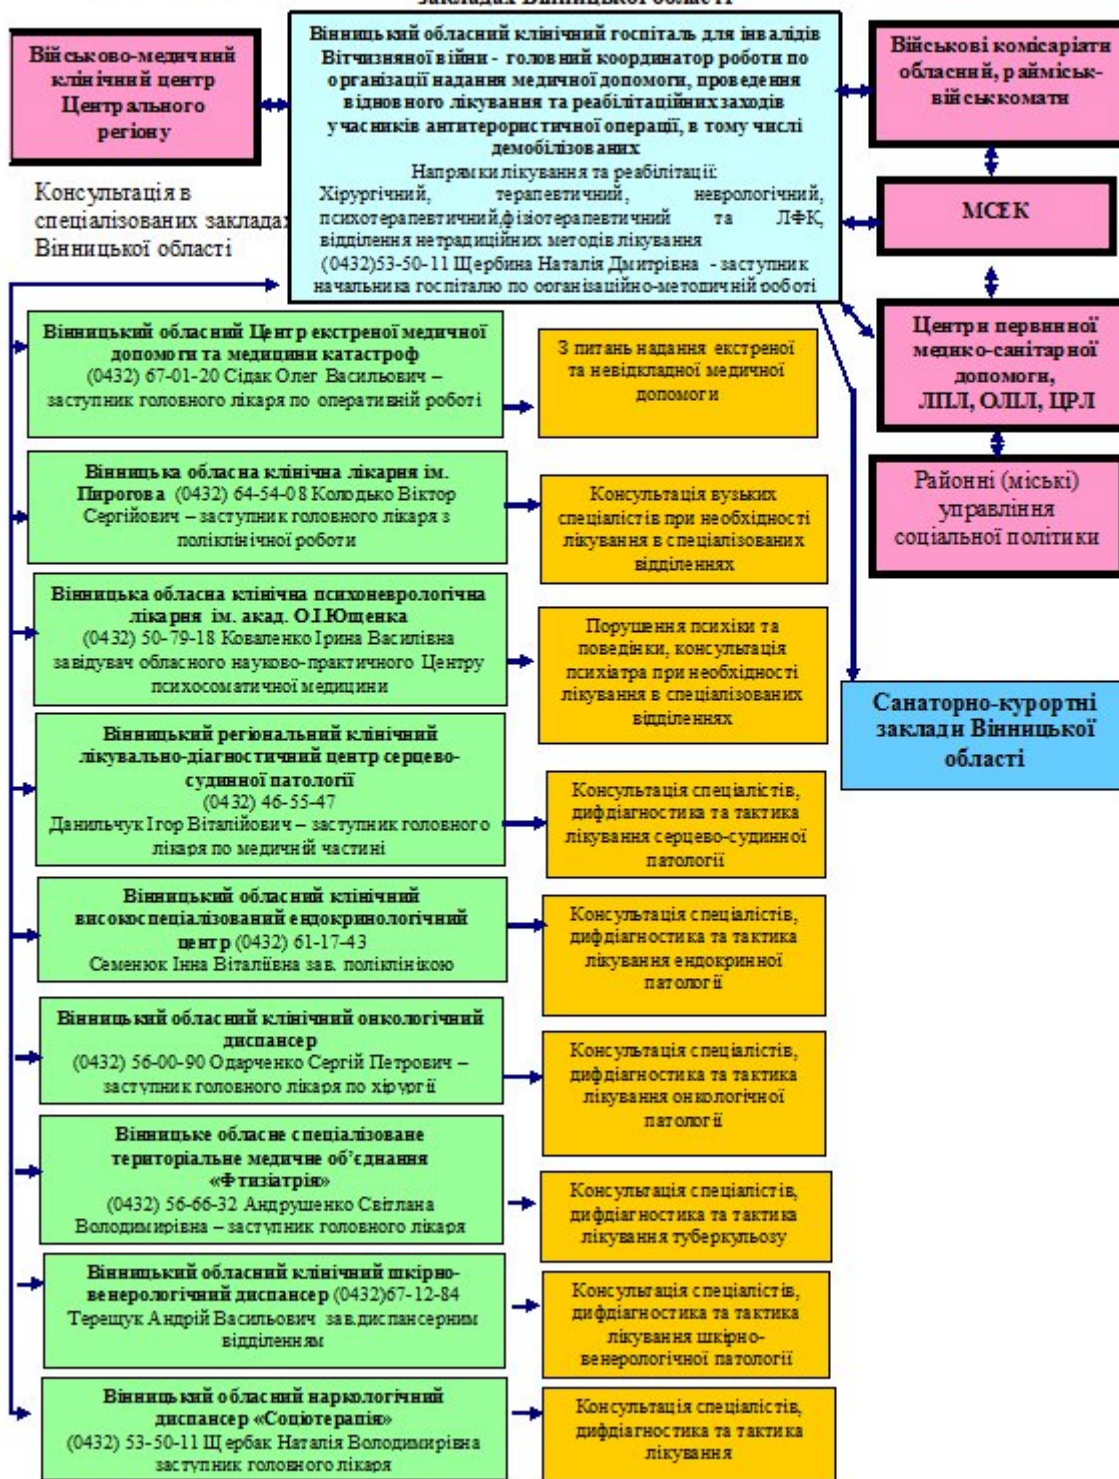 закладах Вінницької області
Військово-медичний
клінічний центр
Центрального
регіону
Вінницький обласний клінічний госпіталь для інвалідів
Вітчизняної війни - головний координатор роботи по
організації надання медичної допомоги, проведення
відновного лікування та реабілітаційних заходів
учасників антитерористичної операції, в тому числі
демобілізованих
Напрямки лікування та реабілітації:
Хірургічний, терапевтичний, неврологічний,
психотерапевтичний,фізіотерапевтичний та ЛФК,
відділення нетрадиційних методів лікування
(0432)53-50-11 Щербина Наталія Дмитрівна - заступник
начальника госпіталю по організаційно-методичній роботі
Військові комісаріати
обласний, райміськ-
військкомати
МСЕК
Центри первинної
медико-санітарної
допомоги,
ЛПЛ, ОЛІЛ, ЦРЛ
Районні (міські)
управління
соціальної політики
Консультація в
спеціалізованих закладах
Вінницької області
Вінницький обласний Центр екстреної медичної
допомоги та медицини катастроф
(0432) 67-01-20 Сідак Олег Васильович –
заступник головного лікаря по оперативній роботі
З питань надання екстреної
та невідкладної медичної
допомоги
Вінницька обласна клінічна лікарня ім.
Пирогова (0432) 64-54-08 Колодько Віктор
Сергійович – заступник головного лікаря з
поліклінічної роботи
Консультація вузьких
спеціалістів при необхідності
лікування в спеціалізованих
відділеннях
Вінницька обласна клінічна психоневрологічна
лікарня ім. акад. О.І.Ющенка
(0432) 50-79-18 Коваленко Ірина Василівна
завідувач обласного науково-практичного Центру
психосоматичної медицини
Порушення психіки та
поведінки, консультація
психіатра при необхідності
лікування в спеціалізованих
відділеннях
Санаторно-курортні
заклади Вінницької
області
Вінницький регіональний клінічний
лікувально-діагностичний центр серцево-
судинної патології
(0432) 46-55-47
Данильчук Ігор Віталійович – заступник головного
лікаря по медичній частині
Консультація спеціалістів,
дифдіагностика та тактика
лікування серцево-судинної
патології
Вінницький обласний клінічний
високоспеціалізований ендокринологічний
центр (0432) 61-17-43
Семенюк Інна Віталіївна зав. поліклінікою
Консультація спеціалістів,
дифдіагностика та тактика
лікування ендокринної
патології
Вінницький обласний клінічний онкологічний
диспансер
(0432) 56-00-90 Одарченко Сергій Петрович –
заступник головного лікаря по хірургії
Консультація спеціалістів,
дифдіагностика та тактика
лікування онкологічної
патології
Вінницьке обласне спеціалізоване
територіальне медичне об’єднання
«Фтизіатрія»
(0432) 56-66-32 Андрушенко Світлана
Володимирівна – заступник головного лікаря
Консультація спеціалістів,
дифдіагностика та тактика
лікування туберкульозу
Вінницький обласний клінічний шкірно-
венерологічний диспансер (0432)67-12-84
Терещук Андрій Васильович зав.диспансерним
відділенням
Консультація спеціалістів,
дифдіагностика та тактика
лікування шкірно-
венерологічної патології
Вінницький обласний наркологічний
диспансер «Соціотерапія»
(0432) 53-50-11 Щербак Наталія Володимирівна
заступник головного лікаря
Консультація спеціалістів,
дифдіагностика та тактика
лікування